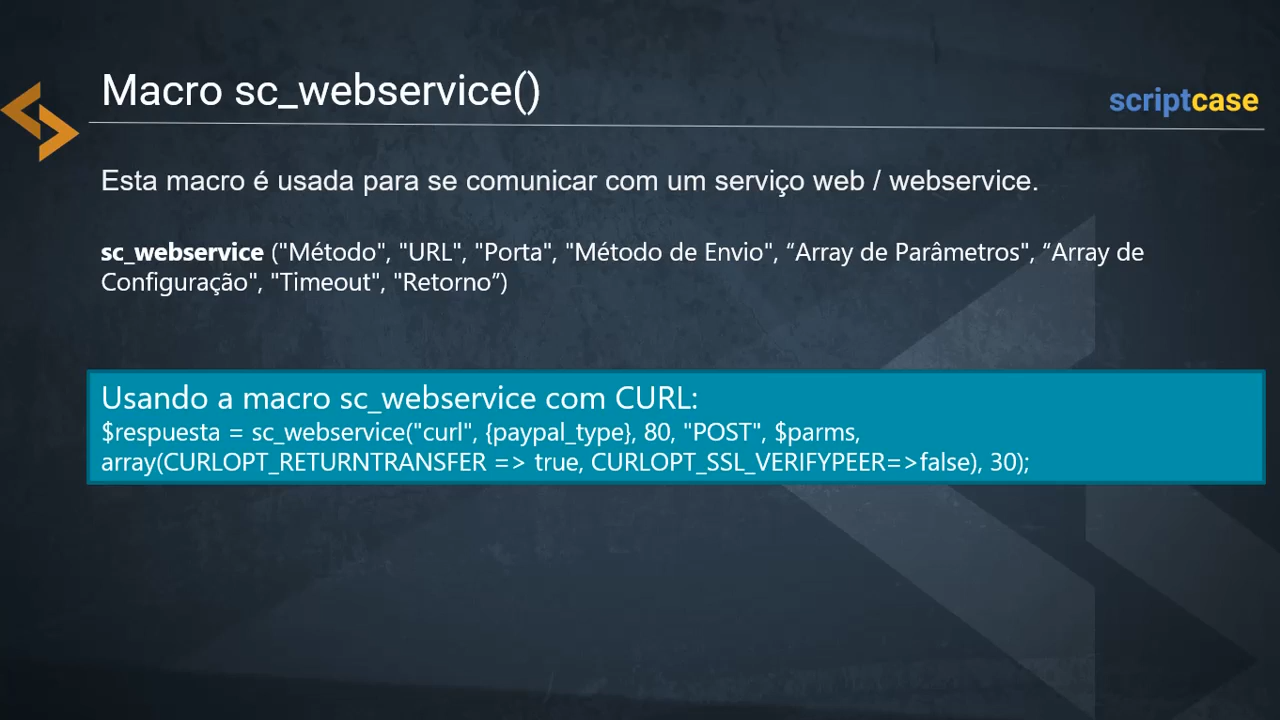 Macro sc_webservice()
scriptcase
Esta macro é usada para se comunicar com um serviço web / webservice.
sc_webservice ("Método", "URL", "Porta", "Método de Envio", “Array de Parâmetros", “Array de
Configuração", "Timeout", "Retorno”)
Usando a macro sc_webservice com CURL:
$respuesta = sc_webservice("curl", {paypal_type}, 80, "POST", $parms,
array(CURLOPT_RETURNTRANSFER => true, CURLOPT_SSL_VERIFYPEER=>false), 30);